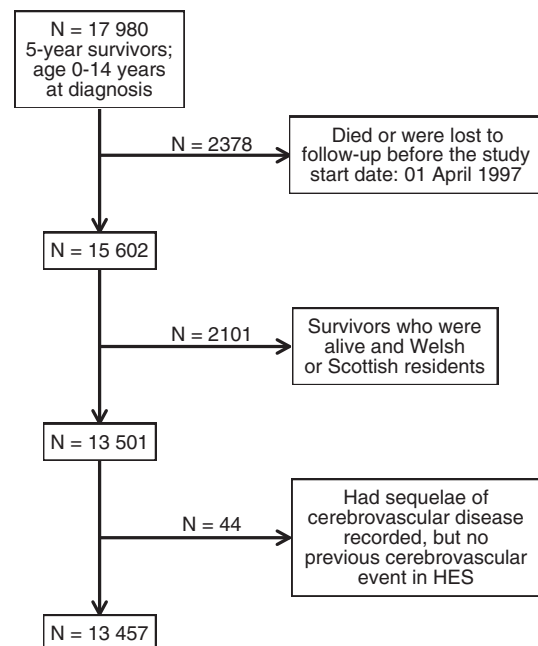 N = 17 980
5-year survivors;
age 0-14 years
at diagnosis
N = 2378
Died or were lost to
follow-up before the study
start date: 01 April 1997
N = 15 602
N = 2101
Survivors who were
alive and Welsh
or Scottish residents
N = 13 501
N = 44
Had sequelae of
cerebrovascular disease
recorded, but no
previous cerebrovascular
event in HES
N = 13 457